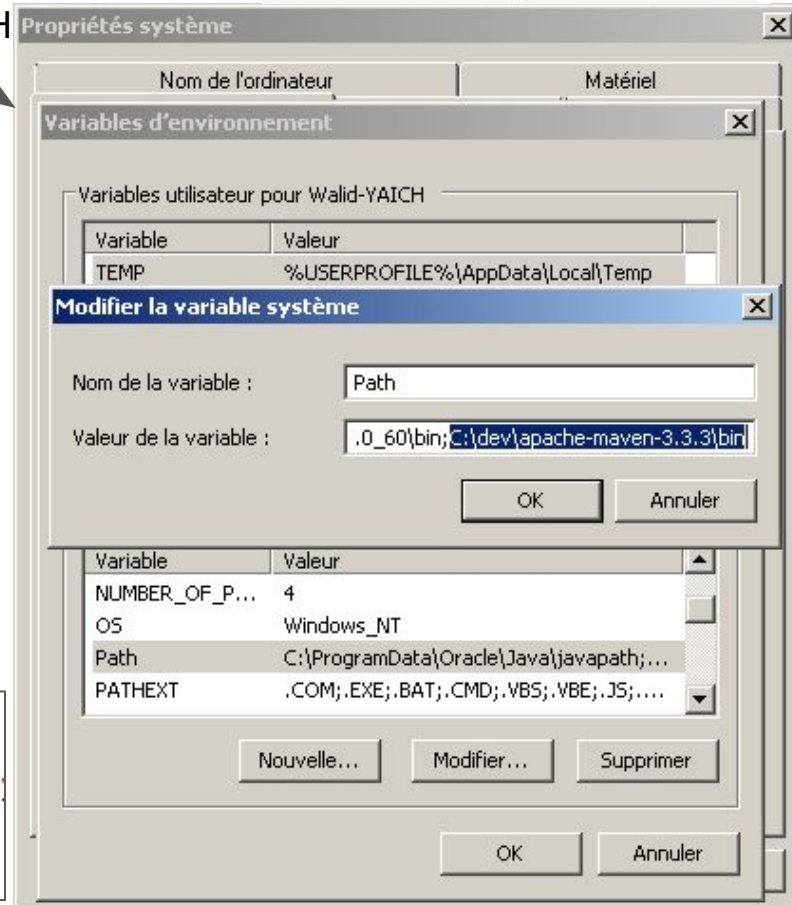 H
Propriétés système
Nom de l'ordinateur
Matériel
Variables d'environnement
Variables utilisateur pour Walid-YAICH
Variable Valeur
TEMP %USERPROFILE%\AppData\Local\Temp
Modifier la variable système
Nom de la variable : Path
Valeur de la variable : .0_60\bin;C:\dev\apache-maven-3.3.3\bin
OK Annuler
Variable Valeur
NUMBER_OF_P... 4
OS Windows_NT
Path C:\ProgramData\Oracle\Java\javapath;...
PATHEXT .COM;.EXE;.BAT;.CMD;.VBS;.VBE;.JS;....
Nouvelle... Modifier... Supprimer
OK Annuler